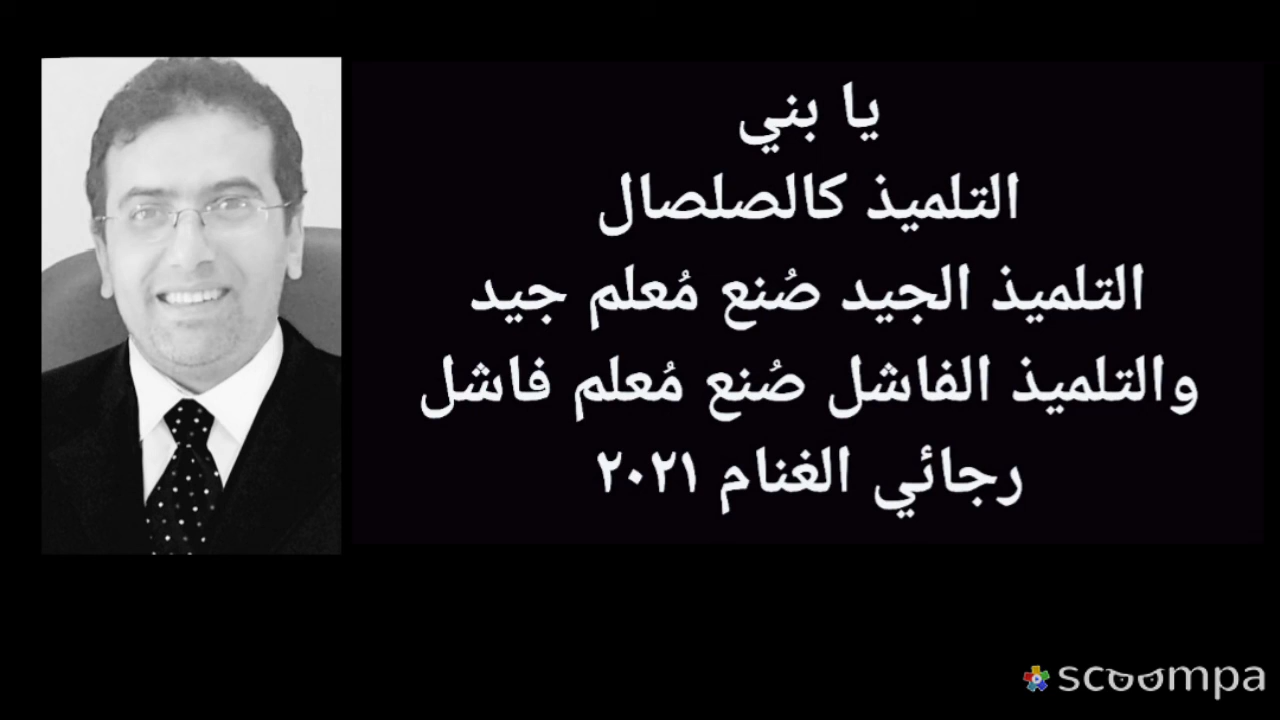 يا بني
التلميذ كالصلصال
التلميذ الجيد صُنع مُعلم جيد
والتلميذ الفاشل صُنع مُعلم فاشل
رجائي الغنام ٢٠٢١
scoompa